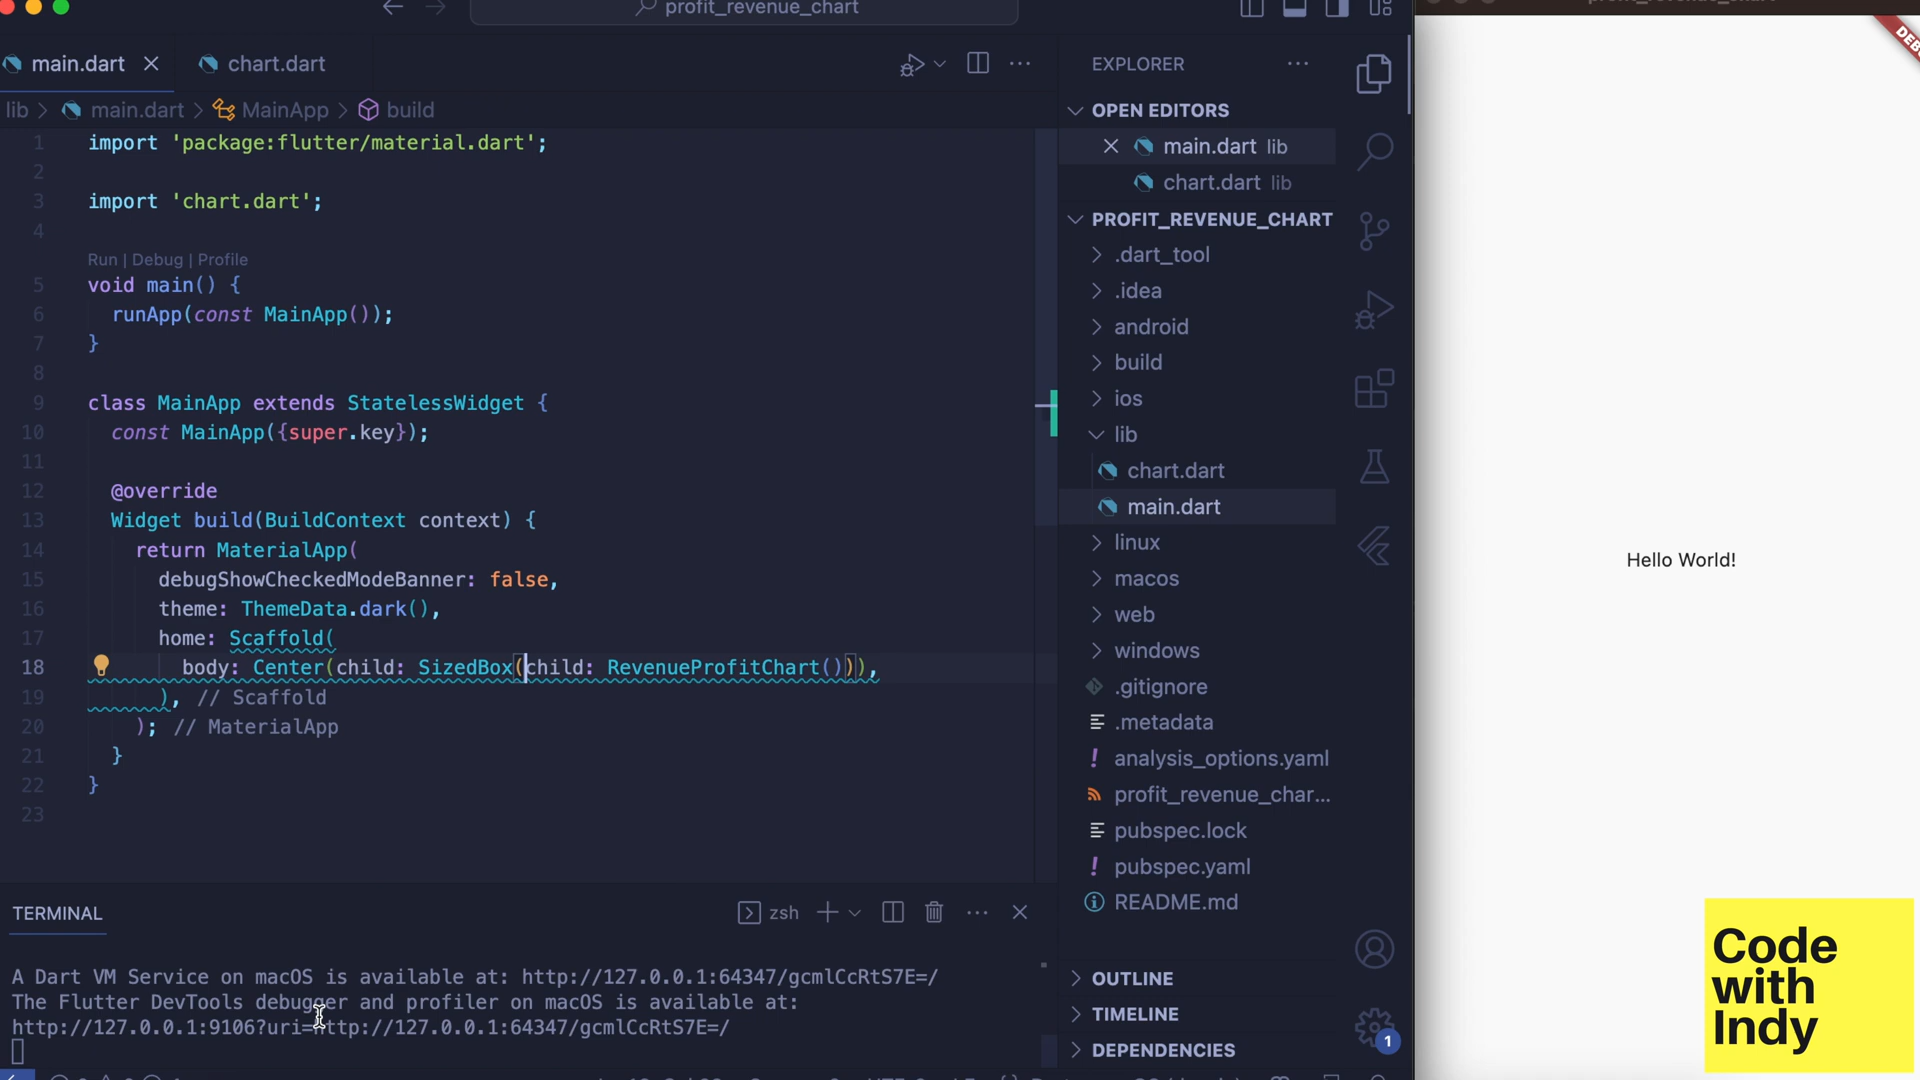 profit_revenue_chart
main.dart
chart.dart
lib > main.dart > MainApp > build
1 import 'package:flutter/material.dart';
2
3 import 'chart.dart';
4
Run | Debug | Profile
5 void main() {
6 runApp(const MainApp());
7 }
8
9 class MainApp extends StatelessWidget {
10 const MainApp({super.key});
11
12 @override
13 Widget build(BuildContext context) {
14 return MaterialApp(
15 debugShowCheckedModeBanner: false,
16 theme: ThemeData.dark(),
17 home: Scaffold(
18 body: Center(child: SizedBox(child: RevenueProfitChart())),
19 ), // Scaffold
20 ); // MaterialApp
21 }
22 }
23
TERMINAL
zsh
A Dart VM Service on macOS is available at: http://127.0.0.1:64347/gcmlCcRtS7E=/
The Flutter DevTools debugger and profiler on macOS is available at:
http://127.0.0.1:9106?uri=http://127.0.0.1:64347/gcmlCcRtS7E=/
EXPLORER
OPEN EDITORS
main.dart lib
chart.dart lib
PROFIT_REVENUE_CHART
.dart_tool
.idea
android
build
ios
lib
chart.dart
main.dart
linux
macos
web
windows
.gitignore
.metadata
analysis_options.yaml
profit_revenue_char...
pubspec.lock
pubspec.yaml
README.md
OUTLINE
TIMELINE
DEPENDENCIES
1
Hello World!
Code
with
Indy